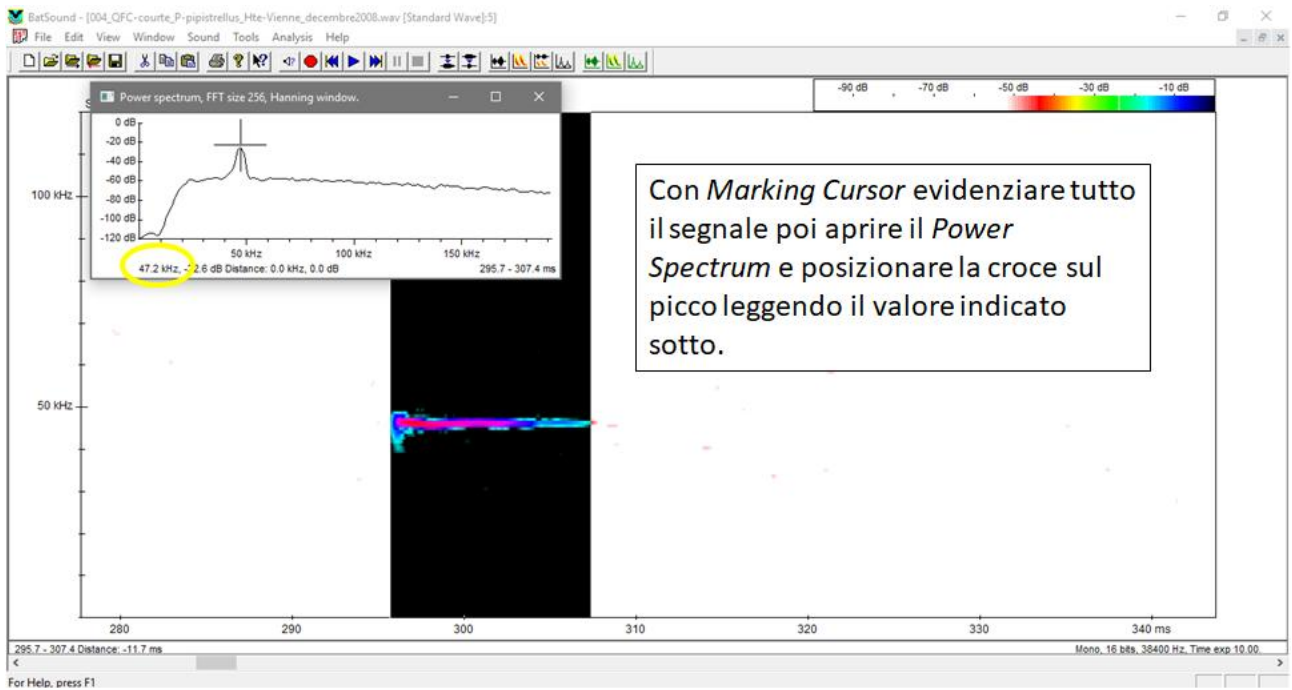 BatSound - [004_QFC-courte_P-pipistrellus_Hte-Vienne_decembre2008.wav [Standard Wave]:5]
File Edit View Window Sound Tools Analysis Help
-90 dB -70 dB -50 dB -30 dB -10 dB
Power spectrum, FFT size 256, Hanning window.
0 dB
-20 dB
-40 dB
-60 dB
-80 dB
-100 dB
-120 dB
50 kHz 100 kHz 150 kHz
47.2 kHz, dB Distance: 0.0 kHz, 0.0 dB 295.7 - 307.4 ms
Con Marking Cursor evidenziare tutto
il segnale poi aprire il Power
Spectrum e posizionare la croce sul
picco leggendo il valore indicato
sotto.
100 kHz
50 kHz
280 290 300 310 320 330 340 ms
295.7 - 307.4 Distance: -11.7 ms Mono, 16 bits, 38400 Hz, Time exp 10.00.
For Help, press F1